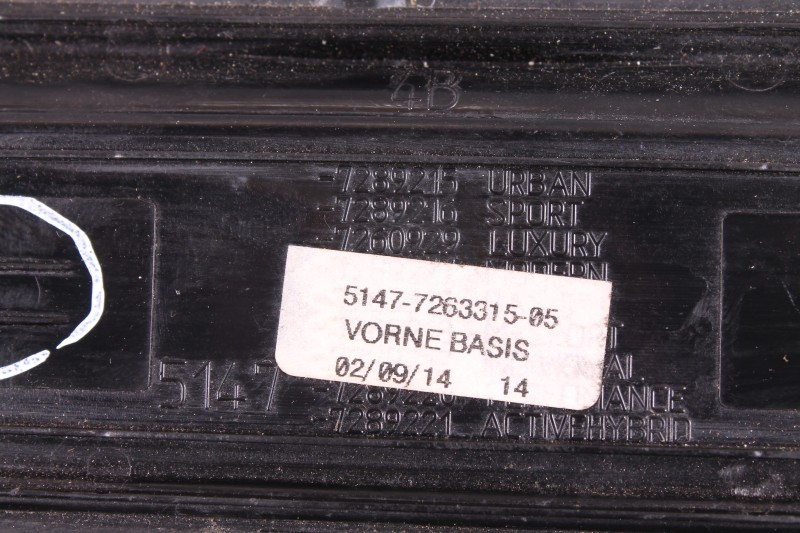 4B
-7289215 URBAN
-7289216 SPORT
-7260929 LUXURY
MODERN
5147-7263315-05
VORNE BASIS
02/09/14 14
5147
-7289221 ACTIVEHYBRID